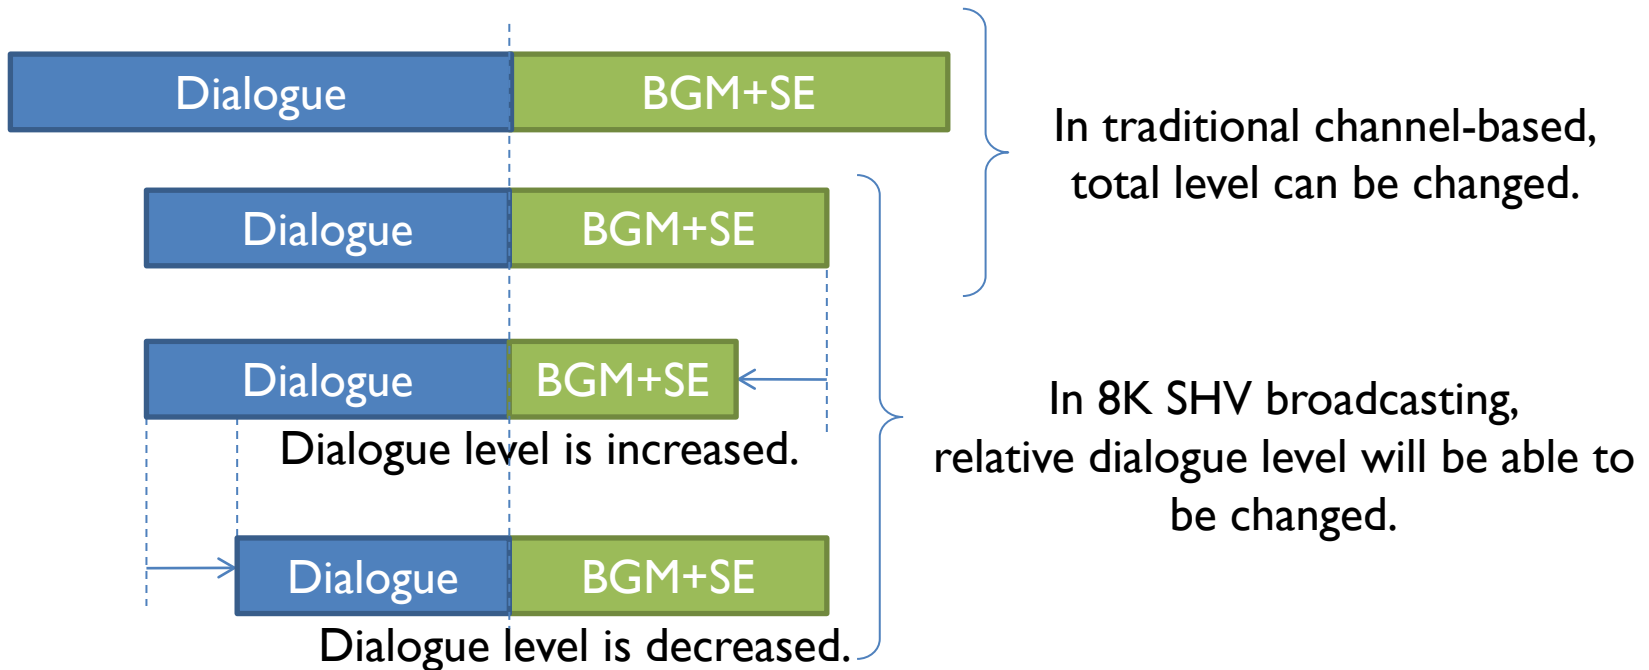 Dialogue BGM+SE
In traditional channel-based,
total level can be changed.
Dialogue BGM+SE
Dialogue BGM+SE
Dialogue level is increased.
In 8K SHV broadcasting,
relative dialogue level will be able to
be changed.
Dialogue BGM+SE
Dialogue level is decreased.